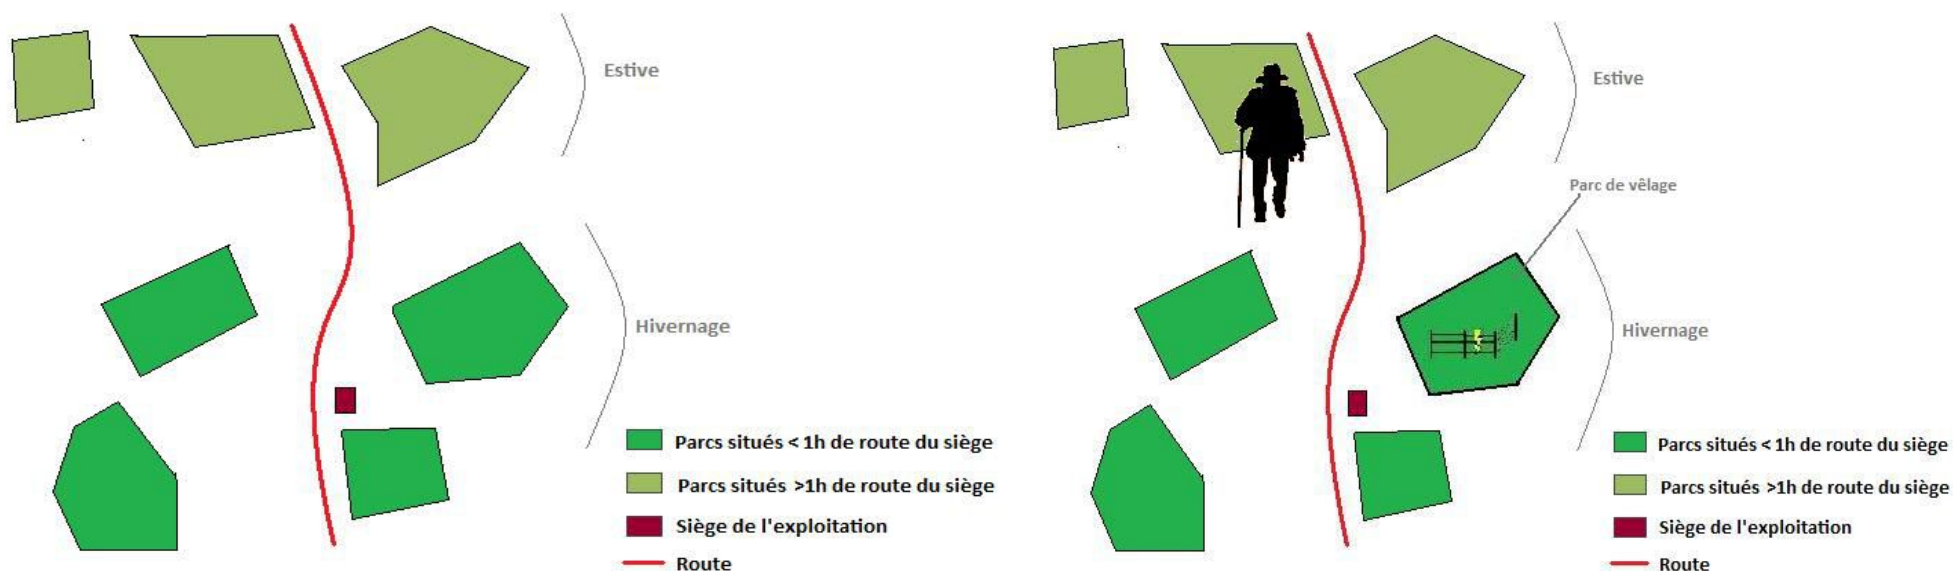 Estive
Hivernage
Parcs situés < 1h de route du siège
Parcs situés >1h de route du siège
Siège de l'exploitation
Route
Estive
Parc de vêlage
Hivernage
Parcs situés < 1h de route du siège
Parcs situés >1h de route du siège
Siège de l'exploitation
Route